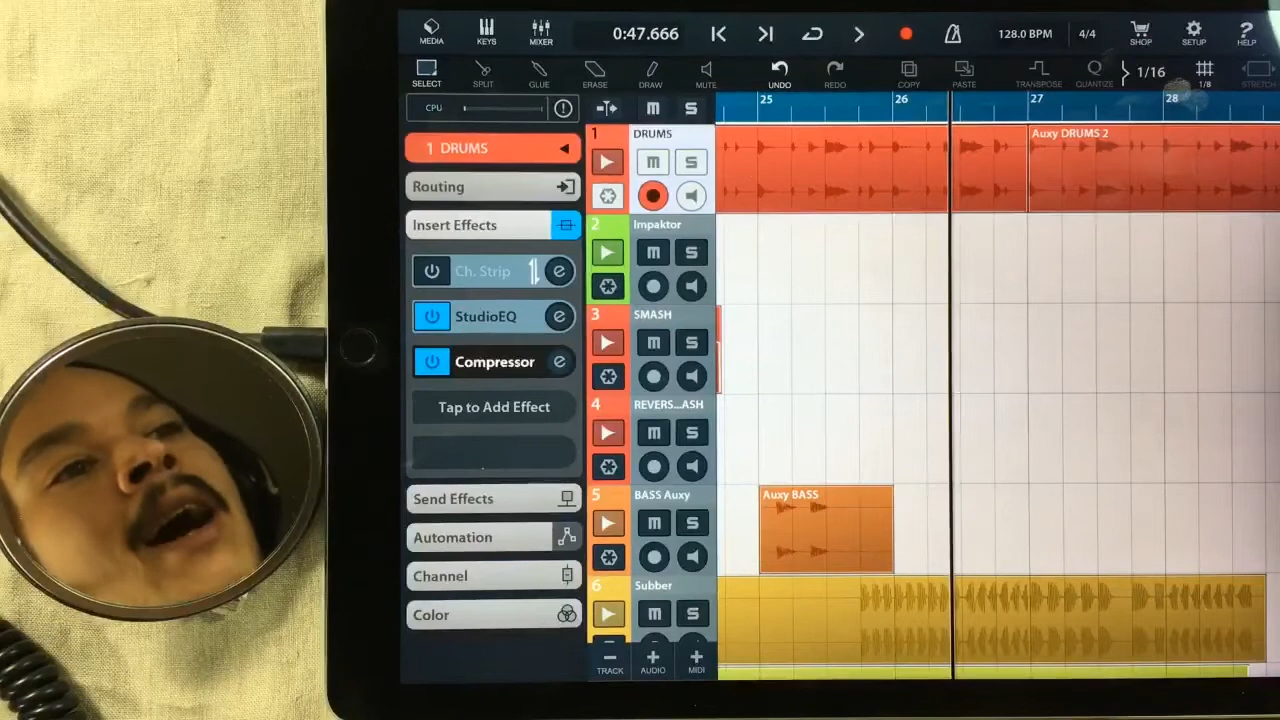 MEDIA
KEYS
MIXER
0:47.666
128.0 BPM
4/4
SHOP
SETUP
HELP
SELECT
SPLIT
GLUE
ERASE
DRAW
MUTE
UNDO
REDO
COPY
PASTE
TRANSPOSE
QUANTIZE
1/16
1/8
STRETCH
CPU
m
S
25
26
27
28
1 DRUMS
Routing
Insert Effects
Ch. Strip
e
StudioEQ
e
Compressor
e
Tap to Add Effect
Send Effects
Automation
Channel
Color
1
DRUMS
m
S
Auxy DRUMS 2
2
Impaktor
m
S
3
SMASH
m
S
4
REVERS...ASH
m
S
5
BASS Auxy
m
S
Auxy BASS
6
Subber
m
S
TRACK
AUDIO
MIDI